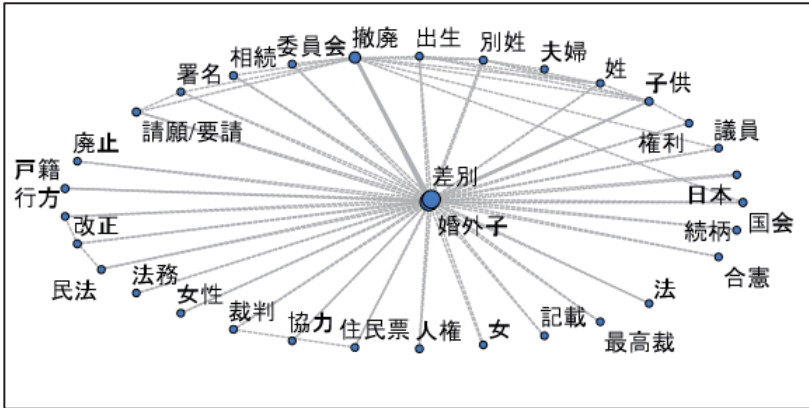 撤廃
出生
別姓
夫婦
委員会
相続
署名
姓
子供
請願/要請
権利
議員
廃止
差別
戸籍
日本
行方
婚外子
続柄
国会
改正
合憲
民法
法務
女性
法
裁判
協力
住民票
人権
女
記載
最高裁